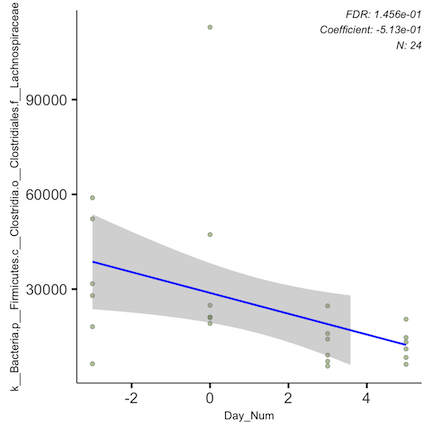 FDR: 1.456e-01
Coefficient: -5.13e-01
N: 24
k__Bacteria.p__Firmicutes.c__Clostridia.o__Clostridiales.f__Lachnospiraceae
90000
60000
30000
-2 0 2 4
Day_Num